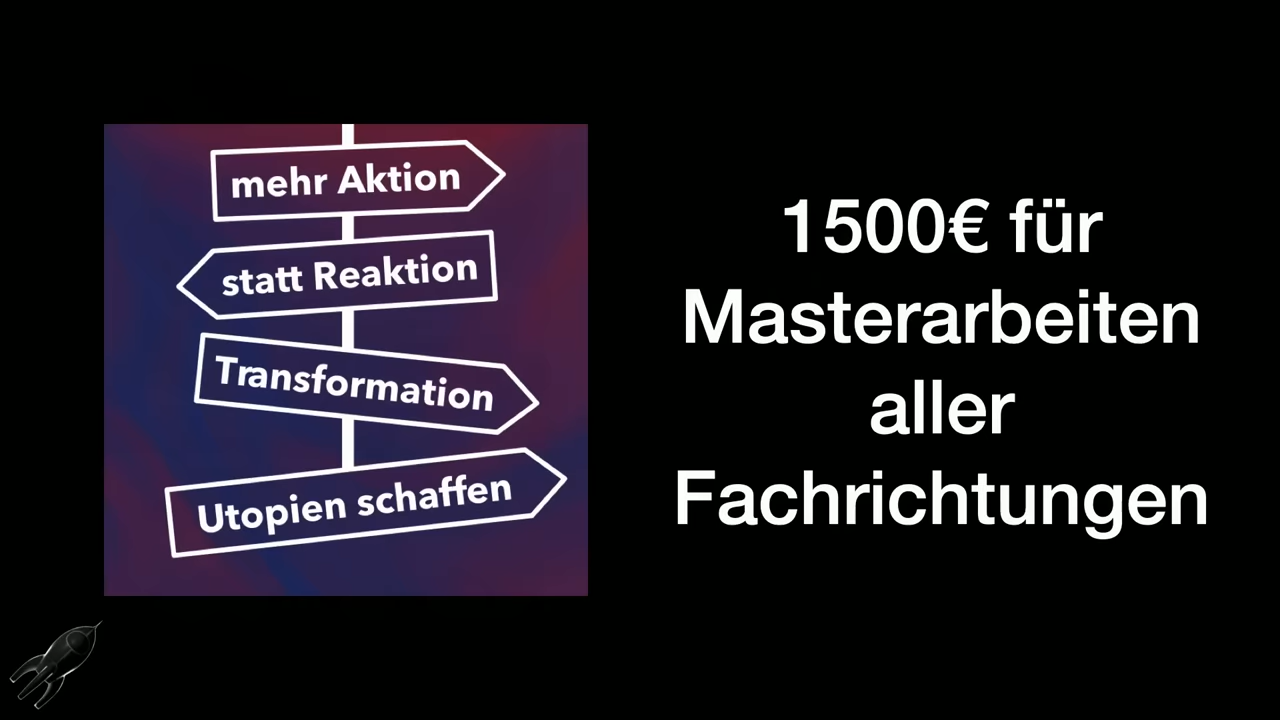 mehr Aktion
statt Reaktion
Transformation
Utopien schaffen
1500€ für
Masterarbeiten
aller
Fachrichtungen